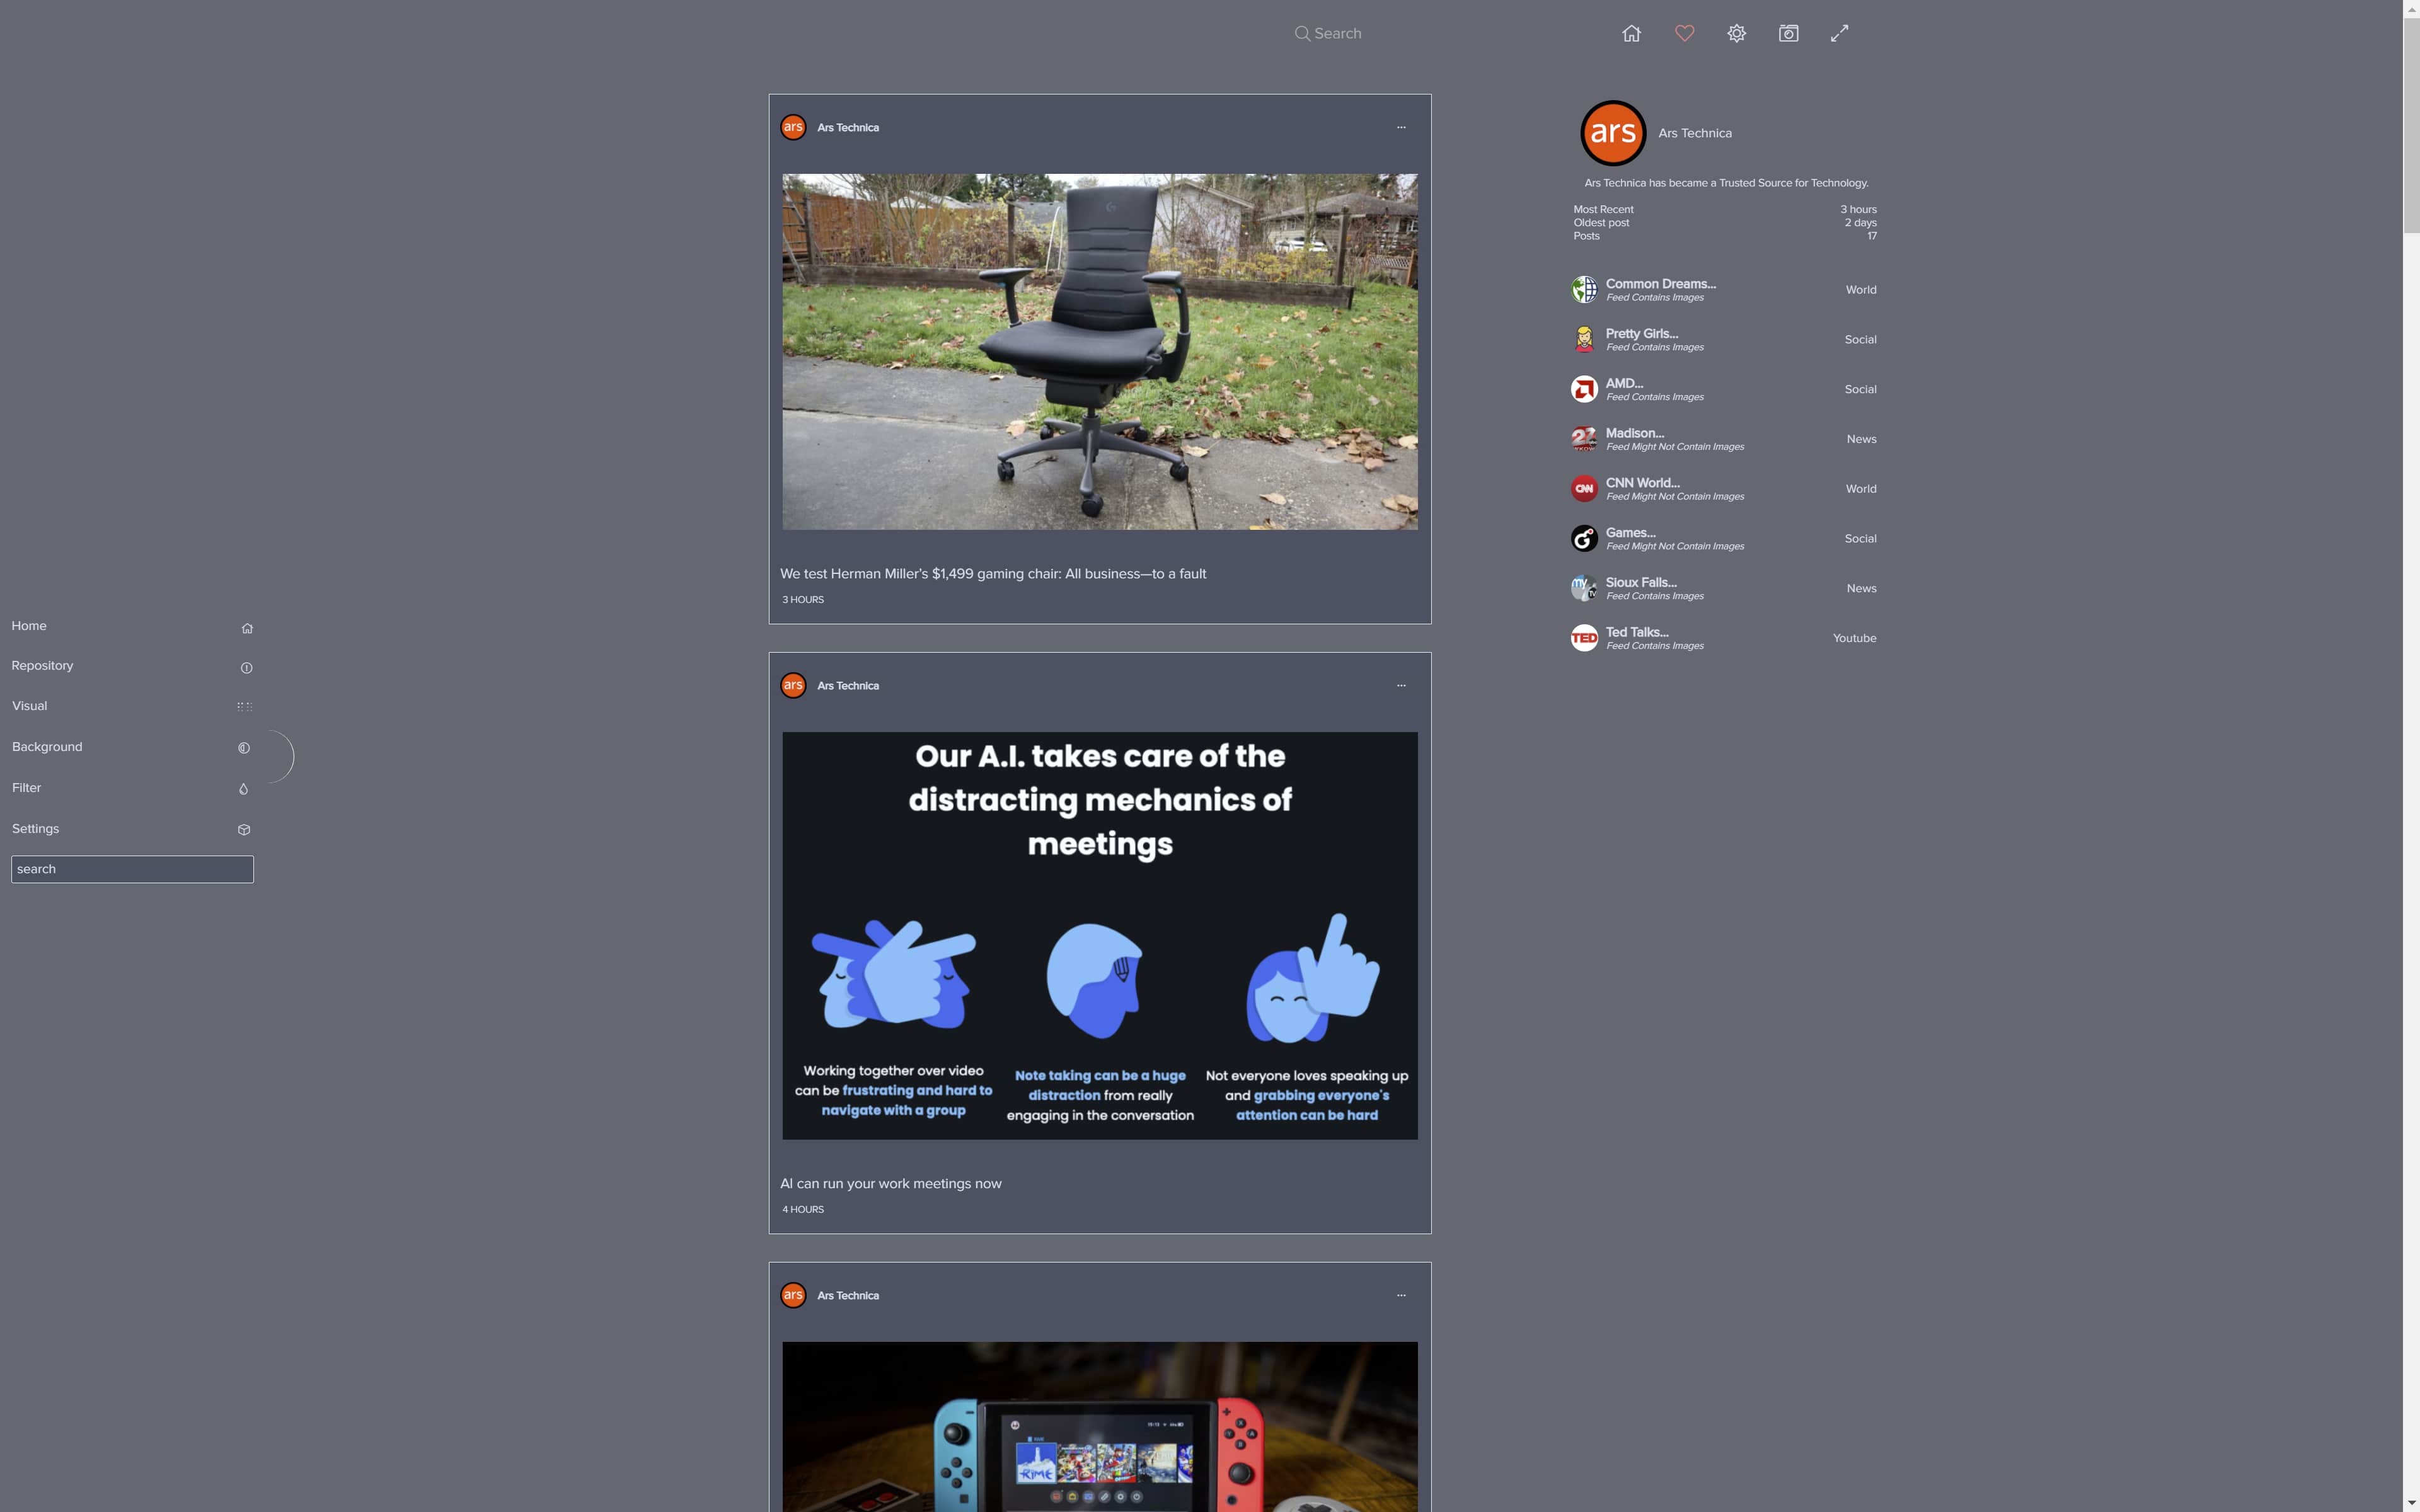 Search
ars
Ars Technica
...
We test Herman Miller's $1,499 gaming chair: All business—to a fault
3 HOURS
ars
Ars Technica
...
Our A.I. takes care of the
distracting mechanics of
meetings
Working together over video
can be frustrating and hard to
navigate with a group
Note taking can be a huge
distraction from really
engaging in the conversation
Not everyone loves speaking up
and grabbing everyone's
attention can be hard
AI can run your work meetings now
4 HOURS
ars
Ars Technica
...
RiME
ars
Ars Technica
Ars Technica has became a Trusted Source for Technology.
Most Recent 3 hours
Oldest post 2 days
Posts 17
Common Dreams... World
Feed Contains Images
Pretty Girls... Social
Feed Contains Images
AMD... Social
Feed Contains Images
27
Madison... News
Feed Might Not Contain Images
CNN
CNN World... World
Feed Might Not Contain Images
G
Games... Social
Feed Might Not Contain Images
my
TV
Sioux Falls... News
Feed Contains Images
TED
Ted Talks... Youtube
Feed Contains Images
Home
Repository
Visual
Background
Filter
Settings
search